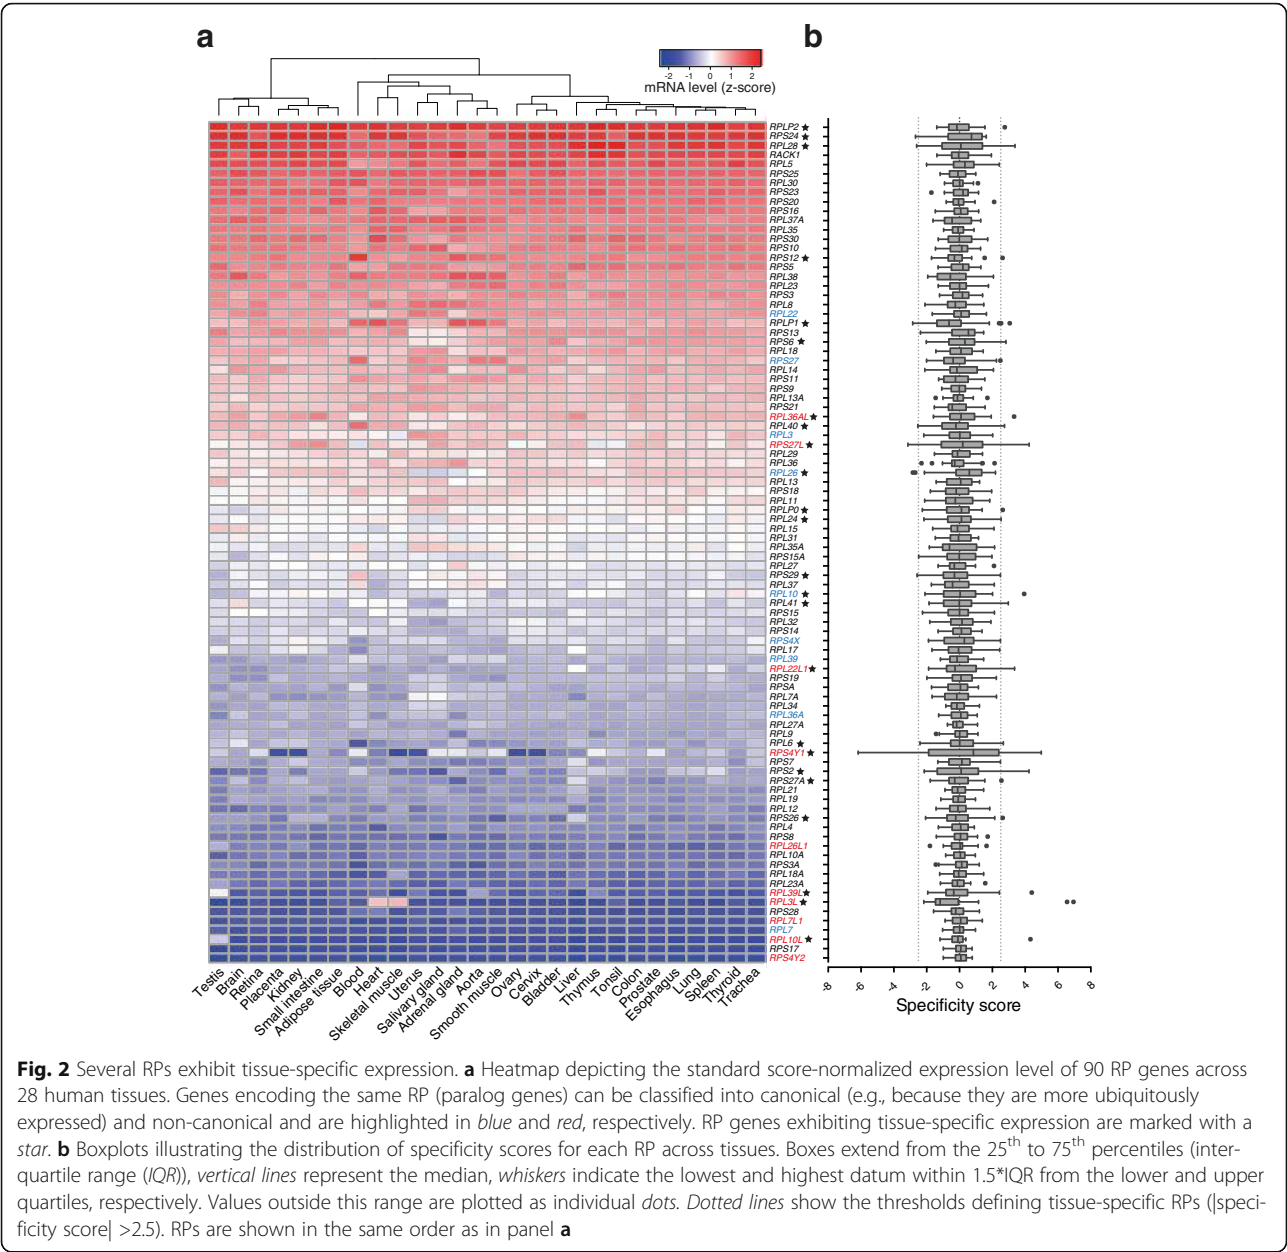 a
b
-2 -1 0 1 2
mRNA level (z-score)
RPLP2 ★
RPS24 ★
RPL28 ★
RACK1
RPL5
RPS25
RPL30
RPS23
RPS20
RPS16
RPL37A
RPL35
RPS30
RPS10
RPS12 ★
RPS5
RPL38
RPL23
RPS3
RPL8
RPL22
RPLP1 ★
RPS13
RPS6 ★
RPL18
RPS27
RPL14
RPS11
RPS9
RPL13A
RPS21
RPL36AL ★
RPL40 ★
RPL3
RPS27L ★
RPL29
RPL36
RPL26 ★
RPL13
RPS18
RPL11
RPLP0 ★
RPL24 ★
RPL15
RPL31
RPL35A
RPS15A
RPL27
RPS29 ★
RPL37
RPL10 ★
RPL41 ★
RPS15
RPL32
RPS14
RPS4X
RPL17
RPL39
RPL22L1 ★
RPS19
RPSA
RPL7A
RPL34
RPL36A
RPL27A
RPL9
RPL6 ★
RPS4Y1 ★
RPS7
RPS2 ★
RPS27A ★
RPL21
RPL19
RPL12
RPS26 ★
RPL4
RPS8
RPL26L1
RPL10A
RPS3A
RPL18A
RPL23A
RPL39L ★
RPL3L ★
RPS28
RPL7L1
RPL7
RPL10L ★
RPS17
RPS4Y2
Testis
Brain
Retina
Placenta
Kidney
Small intestine
Adipose tissue
Blood
Heart
Skeletal muscle
Uterus
Salivary gland
Adrenal gland
Aorta
Smooth muscle
Ovary
Cervix
Bladder
Liver
Thymus
Tonsil
Colon
Prostate
Esophagus
Lung
Spleen
Thyroid
Trachea
-8 -6 -4 -2 0 2 4 6 8
Specificity score
Fig. 2 Several RPs exhibit tissue-specific expression. a Heatmap depicting the standard score-normalized expression level of 90 RP genes across
28 human tissues. Genes encoding the same RP (paralog genes) can be classified into canonical (e.g., because they are more ubiquitously
expressed) and non-canonical and are highlighted in blue and red, respectively. RP genes exhibiting tissue-specific expression are marked with a
star. b Boxplots illustrating the distribution of specificity scores for each RP across tissues. Boxes extend from the 25th to 75th percentiles (inter-
quartile range (IQR)), vertical lines represent the median, whiskers indicate the lowest and highest datum within 1.5*IQR from the lower and upper
quartiles, respectively. Values outside this range are plotted as individual dots. Dotted lines show the thresholds defining tissue-specific RPs (|speci-
ficity score| >2.5). RPs are shown in the same order as in panel a